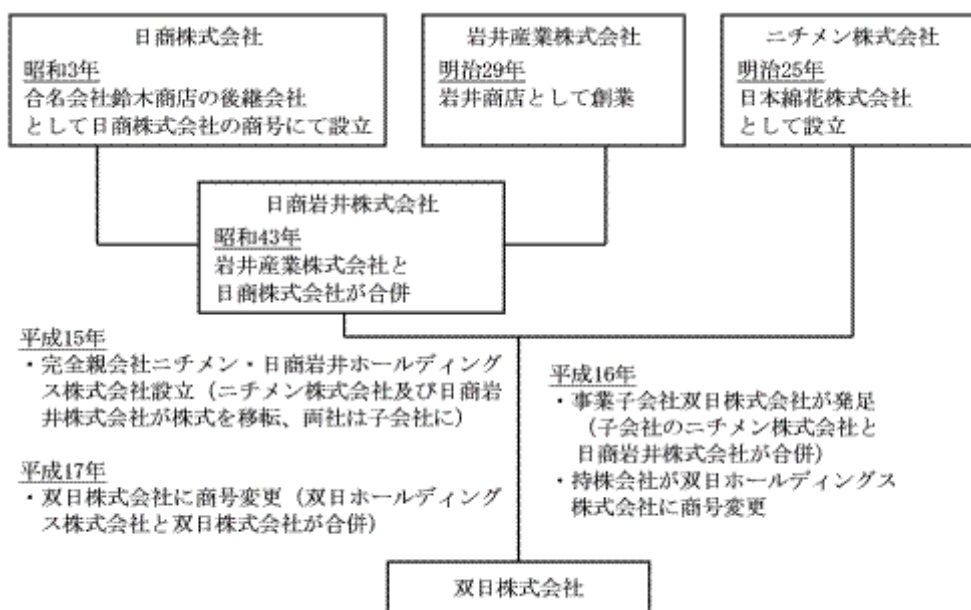 日商株式会社
昭和3年
合名会社鈴木商店の後継会社
として日商株式会社の商号にて設立
岩井産業株式会社
明治29年
岩井商店として創業
ニチメン株式会社
明治25年
日本綿花株式会社
として設立
日商岩井株式会社
昭和43年
岩井産業株式会社と
日商株式会社が合併
平成15年
・完全親会社ニチメン・日商岩井ホールディング
ス株式会社設立（ニチメン株式会社及び日商岩
井株式会社が株式を移転、両社は子会社に）
平成17年
・双日株式会社に商号変更（双日ホールディング
ス株式会社と双日株式会社が合併）
平成16年
・事業子会社双日株式会社が発足
（子会社のニチメン株式会社と
日商岩井株式会社が合併）
・持株会社が双日ホールディングス
株式会社に商号変更
双日株式会社